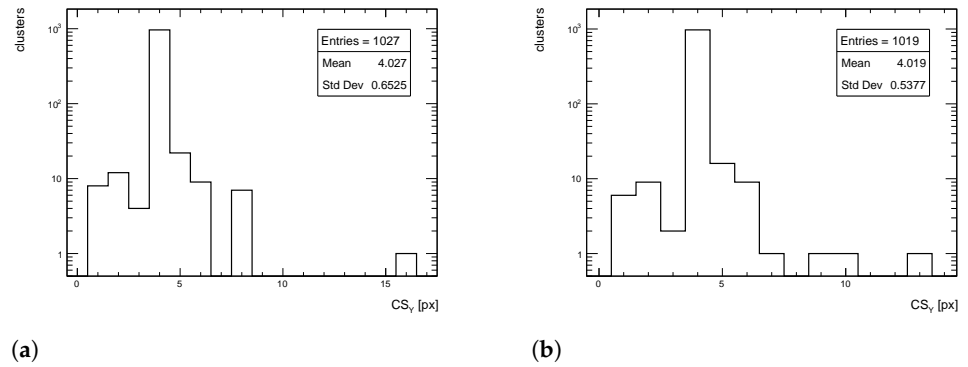 clusters
10³
10²
10
1
Entries = 1027
Mean 4.027
Std Dev 0.6525
0 5 10 15
CS_Y [px]
(a)
clusters
10³
10²
10
1
Entries = 1019
Mean 4.019
Std Dev 0.5377
0 5 10
CS_Y [px]
(b)